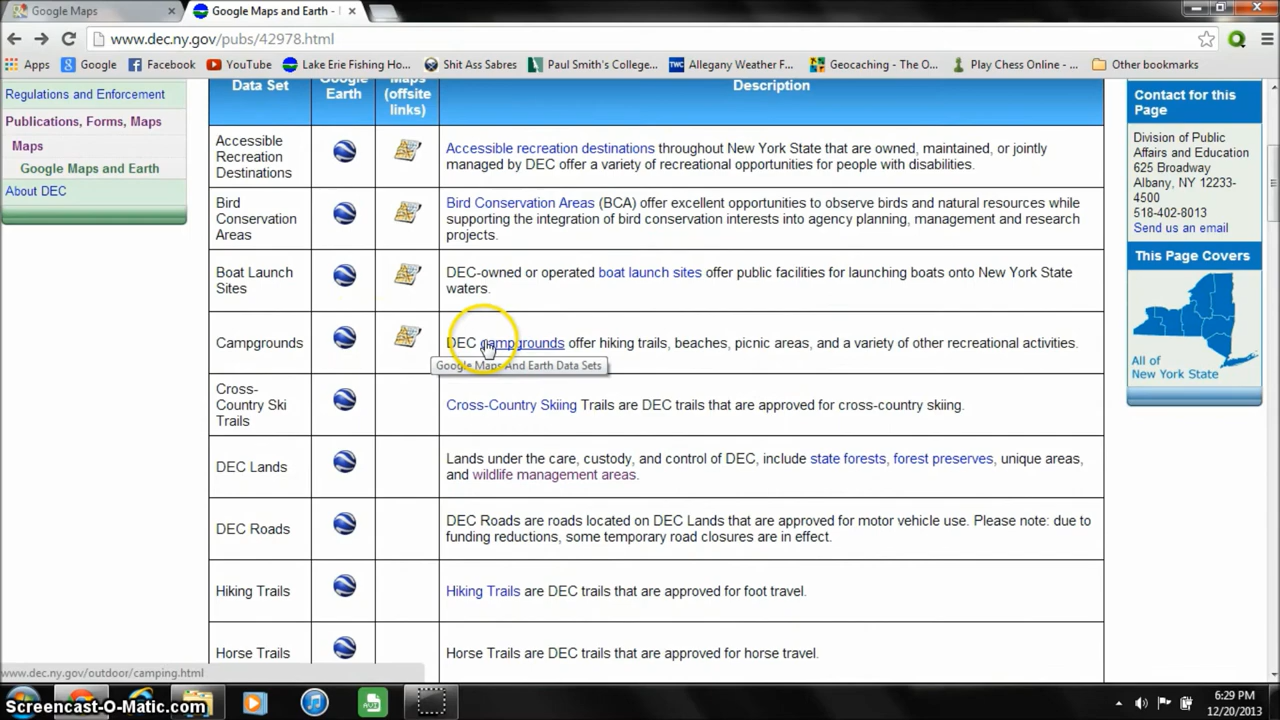 Google Maps
Google Maps and Earth -
www.dec.ny.gov/pubs/42978.html
Apps Google Facebook YouTube Lake Erie Fishing Ho... Shit Ass Sabres Paul Smith's College... Allegany Weather F... Geocaching - The O... Play Chess Online - ... Other bookmarks
Regulations and Enforcement
Publications, Forms, Maps
Maps
Google Maps and Earth
About DEC
Data Set
Google
Earth
Maps
(offsite
links)
Description
Accessible
Recreation
Destinations
Accessible recreation destinations throughout New York State that are owned, maintained, or jointly
managed by DEC offer a variety of recreational opportunities for people with disabilities.
Bird
Conservation
Areas
Bird Conservation Areas (BCA) offer excellent opportunities to observe birds and natural resources while
supporting the integration of bird conservation interests into agency planning, management and research
projects.
Boat Launch
Sites
DEC-owned or operated boat launch sites offer public facilities for launching boats onto New York State
waters.
Campgrounds
DEC campgrounds offer hiking trails, beaches, picnic areas, and a variety of other recreational activities.
Google Maps And Earth Data Sets
Cross-
Country Ski
Trails
Cross-Country Skiing Trails are DEC trails that are approved for cross-country skiing.
DEC Lands
Lands under the care, custody, and control of DEC, include state forests, forest preserves, unique areas,
and wildlife management areas.
DEC Roads
DEC Roads are roads located on DEC Lands that are approved for motor vehicle use. Please note: due to
funding reductions, some temporary road closures are in effect.
Hiking Trails
Hiking Trails are DEC trails that are approved for foot travel.
Horse Trails
Horse Trails are DEC trails that are approved for horse travel.
Contact for this
Page
Division of Public
Affairs and Education
625 Broadway
Albany, NY 12233-
4500
518-402-8013
Send us an email
This Page Covers
All of
New York State
www.dec.ny.gov/outdoor/camping.html
Screencast-O-Matic.com
AVI
6:29 PM
12/20/2013